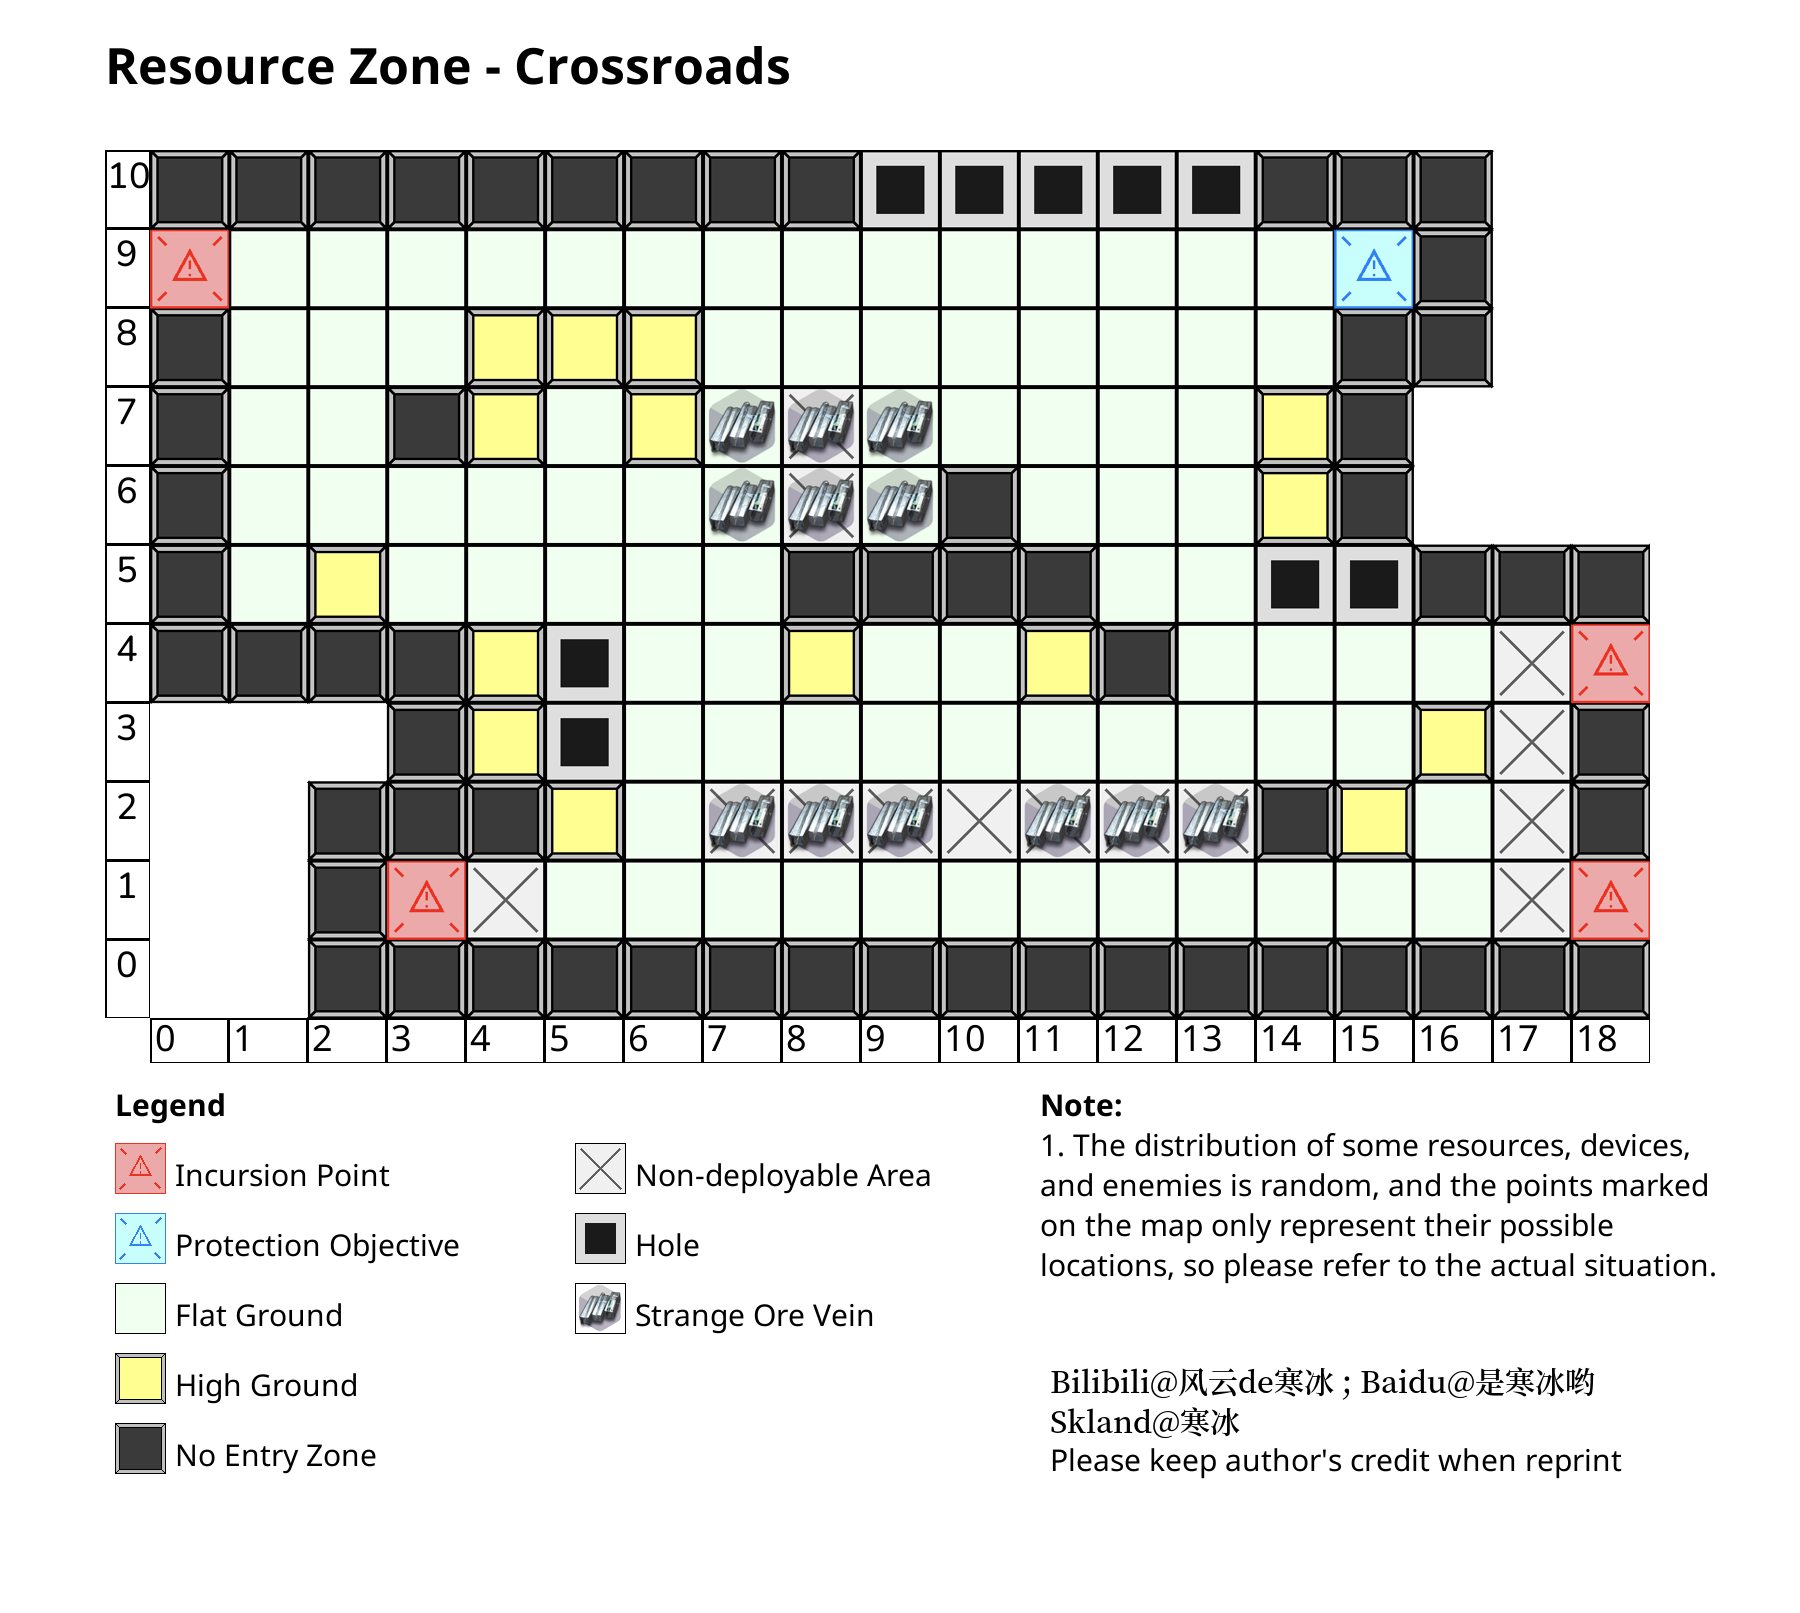 Resource Zone - Crossroads
10
9
8
7
6
5
4
3
2
1
0
0 1 2 3 4 5 6 7 8 9 10 11 12 13 14 15 16 17 18
Legend
Incursion Point
Protection Objective
Flat Ground
High Ground
No Entry Zone
Non-deployable Area
Hole
Strange Ore Vein
Note:
1. The distribution of some resources, devices,
and enemies is random, and the points marked
on the map only represent their possible
locations, so please refer to the actual situation.
Bilibili@风云de寒冰 ; Baidu@是寒冰哟
Skland@寒冰
Please keep author's credit when reprint